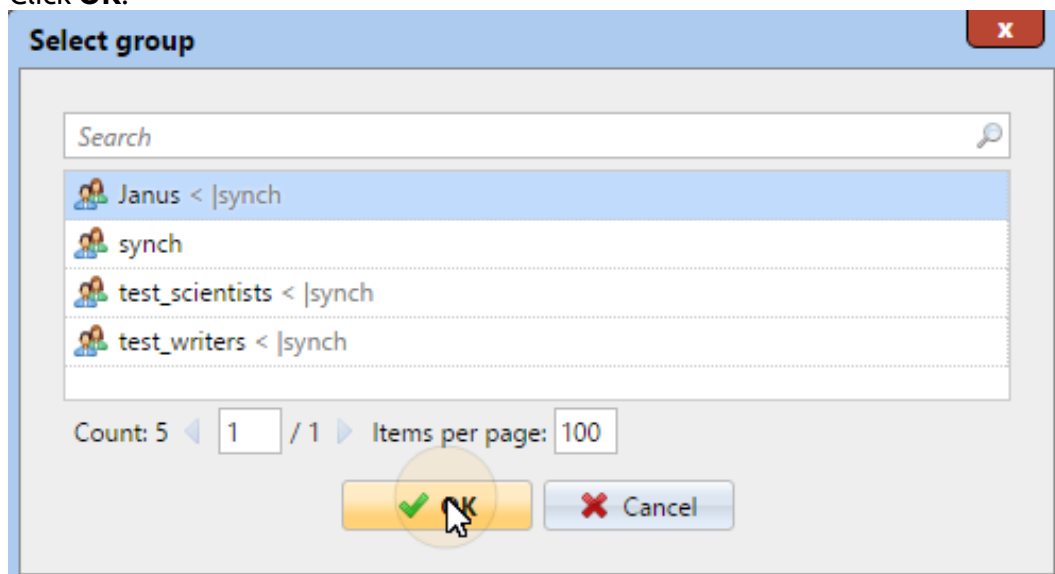 Click OK.
Select group
x
Search
Janus < |synch
synch
test_scientists < |synch
test_writers < |synch
Count: 5 1 / 1 Items per page: 100
OK Cancel